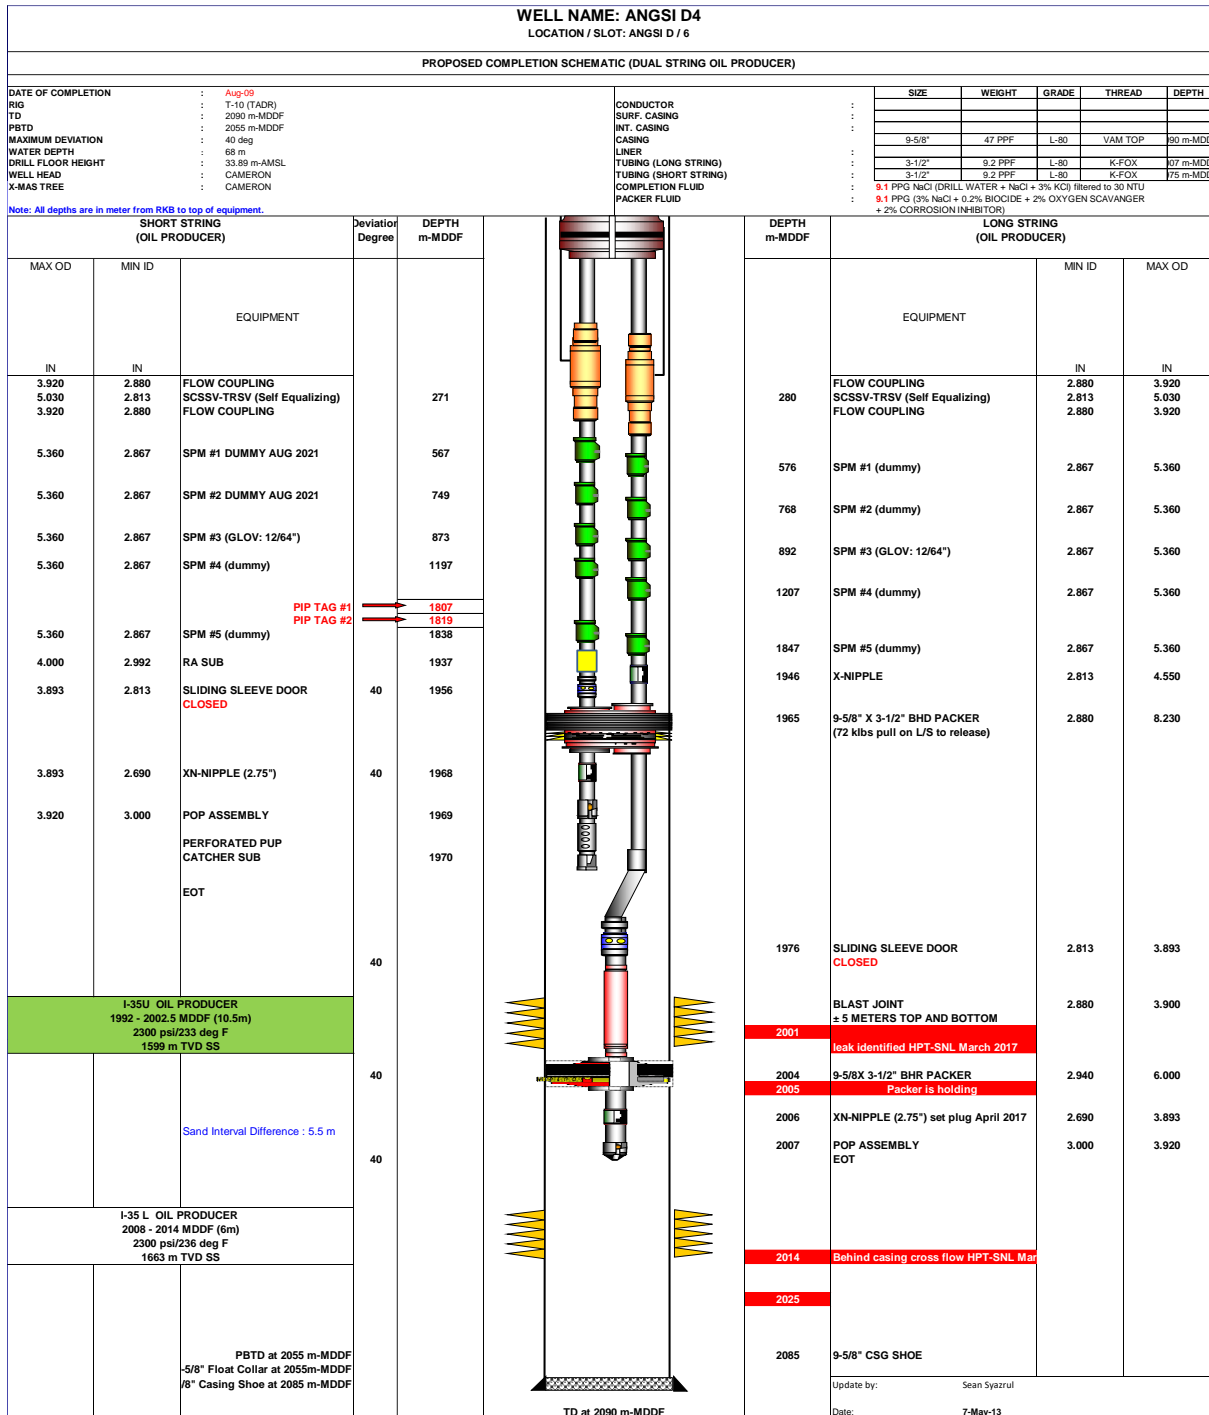 WELL NAME: ANGSI D4
LOCATION / SLOT: ANGSI D / 6
PROPOSED COMPLETION SCHEMATIC (DUAL STRING OIL PRODUCER)
DATE OF COMPLETION : Aug-09
RIG : T-10 (TADR)
TD : 2090 m-MDDF
PBTD : 2055 m-MDDF
MAXIMUM DEVIATION : 40 deg
WATER DEPTH : 68 m
DRILL FLOOR HEIGHT : 33.89 m-AMSL
WELL HEAD : CAMERON
X-MAS TREE : CAMERON
Note: All depths are in meter from RKB to top of equipment.
SIZE WEIGHT GRADE THREAD DEPTH
CONDUCTOR :
SURF. CASING :
INT. CASING :
CASING 9-5/8" 47 PPF L-80 VAM TOP 090 m-MDD
LINER :
TUBING (LONG STRING) : 3-1/2" 9.2 PPF L-80 K-FOX 007 m-MDD
TUBING (SHORT STRING) : 3-1/2" 9.2 PPF L-80 K-FOX 975 m-MDD
COMPLETION FLUID : 9.1 PPG NaCl (DRILL WATER + NaCl + 3% KCl) filtered to 30 NTU
PACKER FLUID : 9.1 PPG (3% NaCl + 0.2% BIOCIDE + 2% OXYGEN SCAVANGER
+ 2% CORROSION INHIBITOR)
SHORT STRING
(OIL PRODUCER)
Deviation
Degree
DEPTH
m-MDDF
DEPTH
m-MDDF
LONG STRING
(OIL PRODUCER)
MAX OD MIN ID
EQUIPMENT
IN IN
EQUIPMENT
MIN ID MAX OD
IN IN
3.920 2.880 FLOW COUPLING
5.030 2.813 SCSSV-TRSV (Self Equalizing) 271
3.920 2.880 FLOW COUPLING
5.360 2.867 SPM #1 DUMMY AUG 2021 567
5.360 2.867 SPM #2 DUMMY AUG 2021 749
5.360 2.867 SPM #3 (GLOV: 12/64") 873
5.360 2.867 SPM #4 (dummy) 1197
PIP TAG #1 1807
PIP TAG #2 1819
5.360 2.867 SPM #5 (dummy) 1838
4.000 2.992 RA SUB 1937
3.893 2.813 SLIDING SLEEVE DOOR 40 1956
CLOSED
3.893 2.690 XN-NIPPLE (2.75") 40 1968
3.920 3.000 POP ASSEMBLY 1969
PERFORATED PUP
CATCHER SUB 1970
EOT
40
I-35U OIL PRODUCER
1992 - 2002.5 MDDF (10.5m)
2300 psi/233 deg F
1599 m TVD SS
40
Sand Interval Difference : 5.5 m
40
I-35 L OIL PRODUCER
2008 - 2014 MDDF (6m)
2300 psi/236 deg F
1663 m TVD SS
PBTD at 2055 m-MDDF
-5/8" Float Collar at 2055m-MDDF
/8" Casing Shoe at 2085 m-MDDF
FLOW COUPLING 2.880 3.920
280 SCSSV-TRSV (Self Equalizing) 2.813 5.030
FLOW COUPLING 2.880 3.920
576 SPM #1 (dummy) 2.867 5.360
768 SPM #2 (dummy) 2.867 5.360
892 SPM #3 (GLOV: 12/64") 2.867 5.360
1207 SPM #4 (dummy) 2.867 5.360
1847 SPM #5 (dummy) 2.867 5.360
1946 X-NIPPLE 2.813 4.550
1965 9-5/8" X 3-1/2" BHD PACKER 2.880 8.230
(72 klbs pull on L/S to release)
1976 SLIDING SLEEVE DOOR 2.813 3.893
CLOSED
BLAST JOINT 2.880 3.900
± 5 METERS TOP AND BOTTOM
2001
leak identified HPT-SNL March 2017
2004 9-5/8X 3-1/2" BHR PACKER 2.940 6.000
2005 Packer is holding
2006 XN-NIPPLE (2.75") set plug April 2017 2.690 3.893
2007 POP ASSEMBLY 3.000 3.920
EOT
2014 Behind casing cross flow HPT-SNL Mar
2025
2085 9-5/8" CSG SHOE
TD at 2090 m-MDDF
Update by: Sean Syazrul
Date: 7-May-13